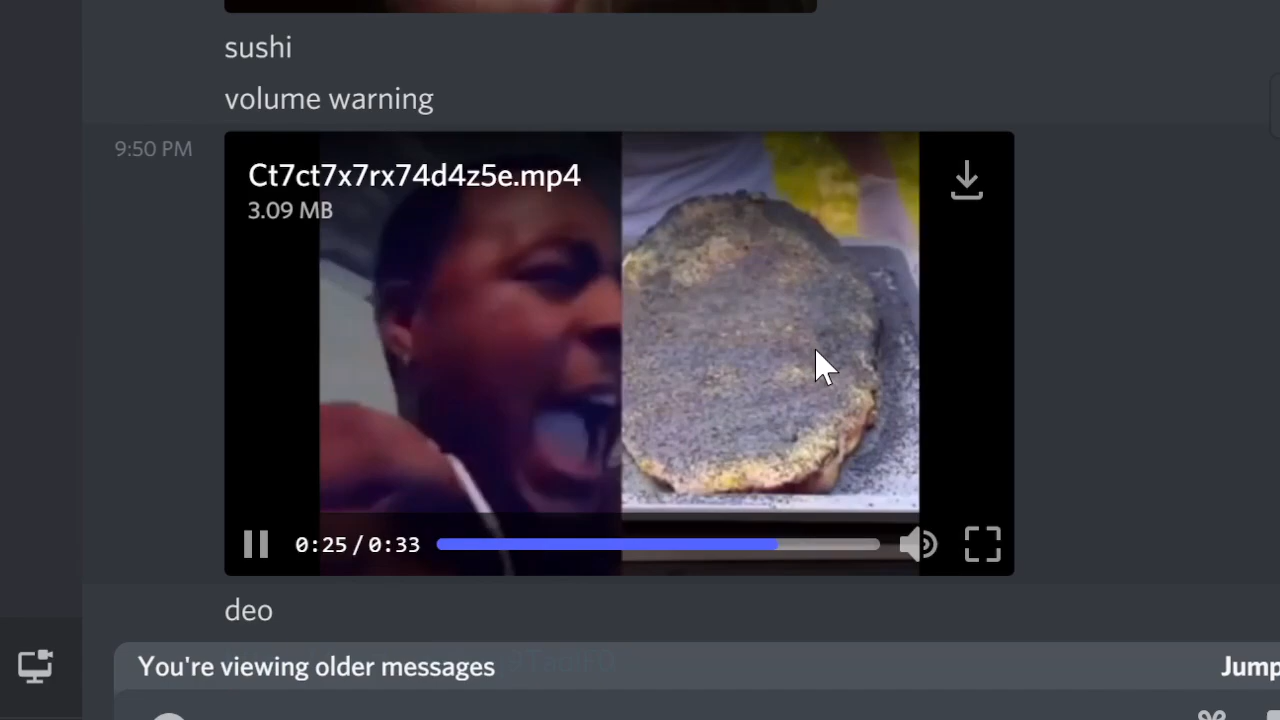 sushi
volume warning
9:50 PM
Ct7ct7x7rx74d4z5e.mp4
3.09 MB
0:25/0:33
deo
You're viewing older messages
Jump